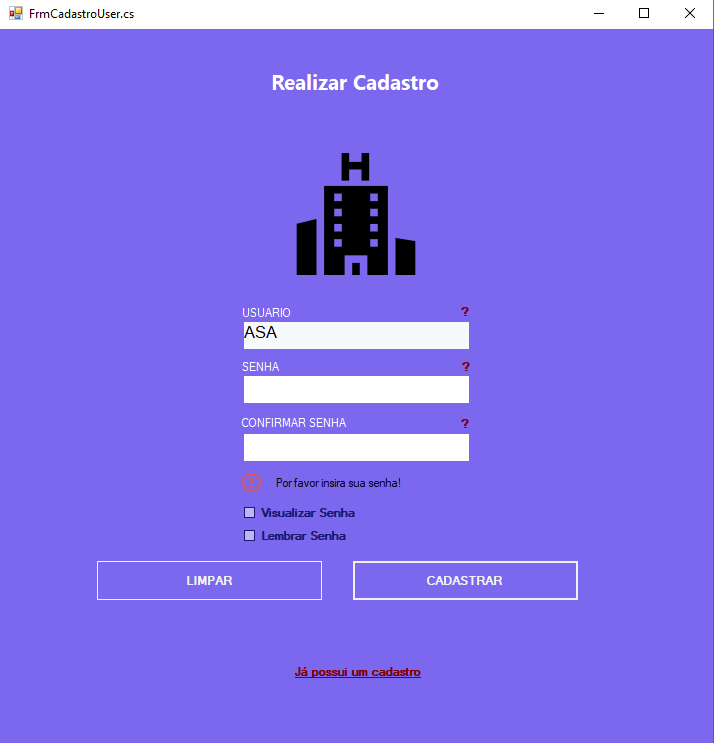 FrmCadastroUser.cs
Realizar Cadastro
H
USUARIO ?
ASA
SENHA ?
CONFIRMAR SENHA ?
Por favor insira sua senha!
Visualizar Senha
Lembrar Senha
LIMPAR CADASTRAR
Já possui um cadastro